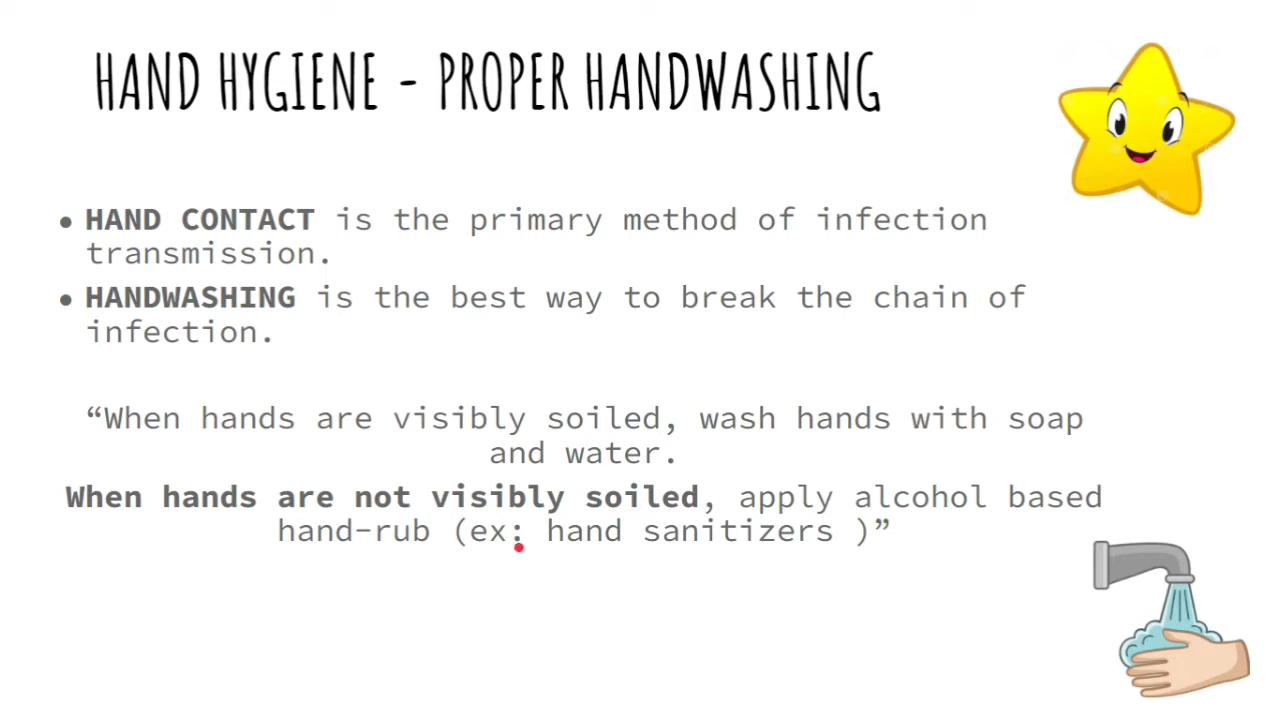 HAND HYGIENE - PROPER HANDWASHING
• HAND CONTACT is the primary method of infection
transmission.
• HANDWASHING is the best way to break the chain of
infection.
“When hands are visibly soiled, wash hands with soap
and water.
When hands are not visibly soiled, apply alcohol based
hand-rub (ex: hand sanitizers )”